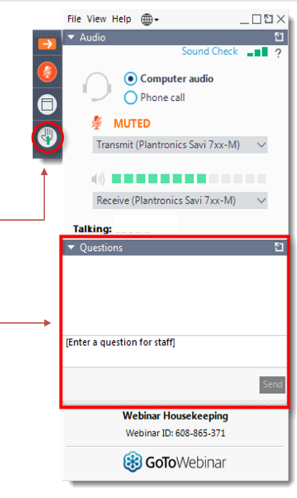 File View Help
Audio
Sound Check ?
Computer audio
Phone call
MUTED
Transmit (Plantronics Savi 7xx-M)
Receive (Plantronics Savi 7xx-M)
Talking:
Questions
[Enter a question for staff]
Send
Webinar Housekeeping
Webinar ID: 608-865-371
GoToWebinar